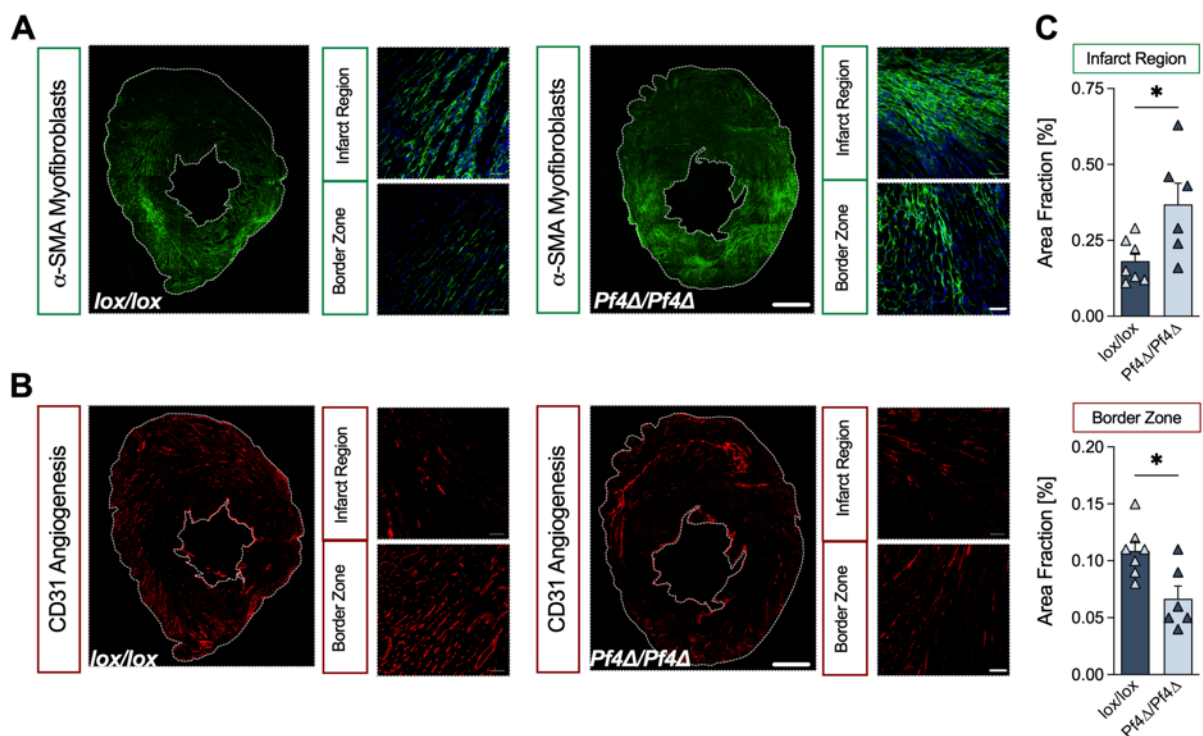 A
α-SMA Myofibroblasts
lox/lox
Infarct Region
Border Zone
α-SMA Myofibroblasts
Pf4Δ/Pf4Δ
Infarct Region
Border Zone
B
CD31 Angiogenesis
lox/lox
Infarct Region
Border Zone
CD31 Angiogenesis
Pf4Δ/Pf4Δ
Infarct Region
Border Zone
C
Infarct Region
Area Fraction [%]
0.75
0.50
0.25
0.00
*
lox/lox
Pf4Δ/Pf4Δ
Border Zone
Area Fraction [%]
0.20
0.15
0.10
0.05
0.00
*
lox/lox
Pf4Δ/Pf4Δ